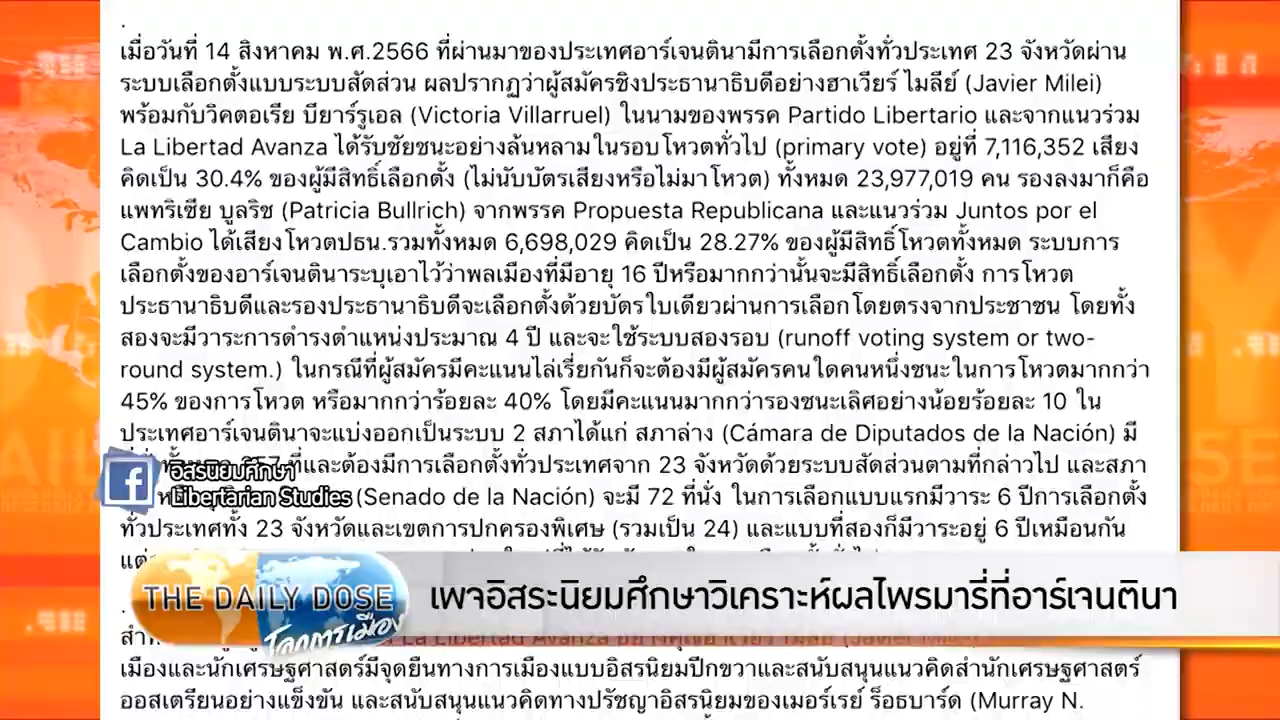 เมื่อวันที่ 14 สิงหาคม พ.ศ.2566 ที่ผ่านมาของประเทศอาร์เจนตินามีการเลือกตั้งทั่วประเทศ 23 จังหวัดผ่าน
ระบบเลือกตั้งแบบระบบสัดส่วน ผลปรากฏว่าผู้สมัครชิงประธานาธิบดีอย่างฮาเวียร์ ไมลีย์ (Javier Milei)
พร้อมกับวิคตอเรีย บียาร์รูเอล (Victoria Villarruel) ในนามของพรรค Partido Libertario และจากแนวร่วม
La Libertad Avanza ได้รับชัยชนะอย่างล้นหลามในรอบโหวตทั่วไป (primary vote) อยู่ที่ 7,116,352 เสียง
คิดเป็น 30.4% ของผู้มีสิทธิ์เลือกตั้ง (ไม่นับบัตรเสียงหรือไม่มาโหวต) ทั้งหมด 23,977,019 คน รองลงมาก็คือ
แพทริเซีย บูลริช (Patricia Bullrich) จากพรรค Propuesta Republicana และแนวร่วม Juntos por el
Cambio ได้เสียงโหวตปธน.รวมทั้งหมด 6,698,029 คิดเป็น 28.27% ของผู้มีสิทธิ์โหวตทั้งหมด ระบบการ
เลือกตั้งของอาร์เจนตินาระบุเอาไว้ว่าพลเมืองที่มีอายุ 16 ปีหรือมากกว่านั้นจะมีสิทธิ์เลือกตั้ง การโหวต
ประธานาธิบดีและรองประธานาธิบดีจะเลือกตั้งด้วยบัตรใบเดียวผ่านการเลือกโดยตรงจากประชาชน โดยทั้ง
สองจะมีวาระการดำรงตำแหน่งประมาณ 4 ปี และจะใช้ระบบสองรอบ (runoff voting system or two-
round system.) ในกรณีที่ผู้สมัครมีคะแนนไล่เรี่ยกันก็จะต้องมีผู้สมัครคนใดคนหนึ่งชนะในการโหวตมากกว่า
45% ของการโหวต หรือมากกว่าร้อยละ 40% โดยมีคะแนนมากกว่ารองชนะเลิศอย่างน้อยร้อยละ 10 ใน
ประเทศอาร์เจนตินาจะแบ่งออกเป็นระบบ 2 สภาได้แก่ สภาล่าง (Cámara de Diputados de la Nación) มี
ที่และต้องมีการเลือกตั้งทั่วประเทศจาก 23 จังหวัดด้วยระบบสัดส่วนตามที่กล่าวไป และสภา
(Senado de la Nación) จะมี 72 ที่นั่ง ในการเลือกแบบแรกมีวาระ 6 ปีการเลือกตั้ง
ทั่วประเทศทั้ง 23 จังหวัดและเขตการปกครองพิเศษ (รวมเป็น 24) และแบบที่สองก็มีวาระอยู่ 6 ปีเหมือนกัน
อิสรนิยมศึกษา
Libertarian Studies
THE DAILY DOSE
โลกการเมือง
เพจอิสระนิยมศึกษาวิเคราะห์ผลไพรมารี่ที่อาร์เจนตินา
La Libertad Avanza
เมืองและนักเศรษฐศาสตร์มีจุดยืนทางการเมืองแบบอิสรนิยมปีกขวาและสนับสนุนแนวคิดสำนักเศรษฐศาสตร์
ออสเตรียนอย่างแข็งขัน และสนับสนุนแนวคิดทางปรัชญาอิสรนิยมของเมอร์เรย์ ร็อธบาร์ด (Murray N.